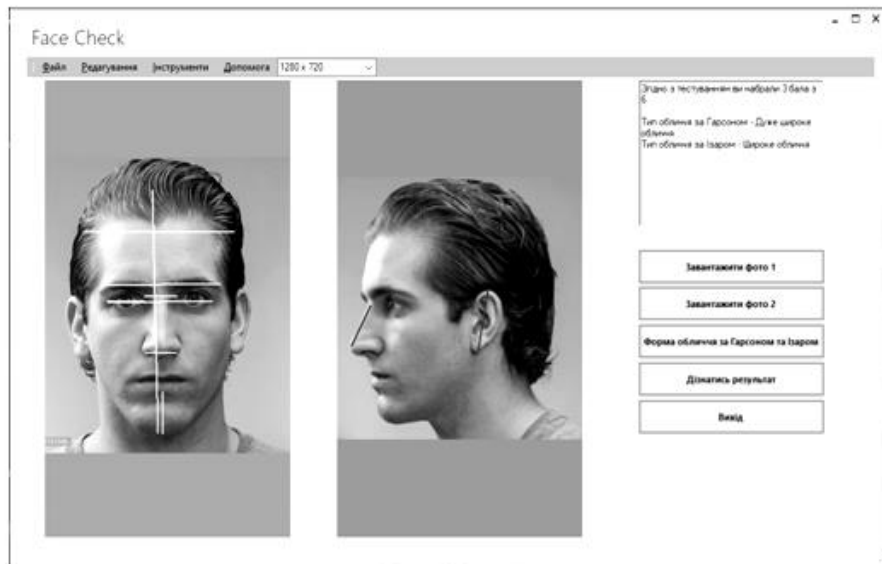 Face Check
Файл Редагування Інструменти Допомога 1280 x 720
Згідно з тестуванням ви набрали 3 бала з
6
Тип обличчя за Гарсоном - Дуже широке
обличчя
Тип обличчя за Ізаром - Широке обличчя
Завантажити фото 1
Завантажити фото 2
Форма обличчя за Гарсоном та Ізаром
Дізнатись результат
Вихід